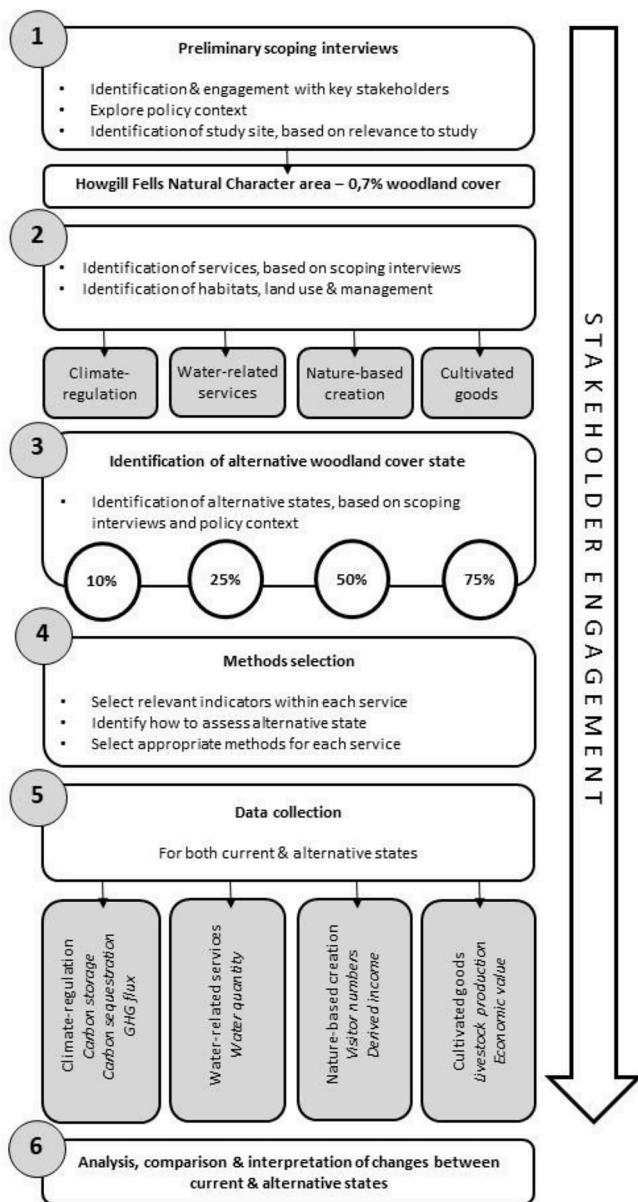 1
Preliminary scoping interviews
• Identification & engagement with key stakeholders
• Explore policy context
• Identification of study site, based on relevance to study
Howgill Fells Natural Character area – 0,7% woodland cover
2
• Identification of services, based on scoping interviews
• Identification of habitats, land use & management
Climate-
regulation
Water-related
services
Nature-based
creation
Cultivated
goods
3
Identification of alternative woodland cover state
• Identification of alternative states, based on scoping
interviews and policy context
10%
25%
50%
75%
4
Methods selection
• Select relevant indicators within each service
• Identify how to assess alternative state
• Select appropriate methods for each service
5
Data collection
For both current & alternative states
Climate-regulation
Carbon storage
Carbon sequestration
GHG flux
Water-related services
Water quantity
Nature-based creation
Visitor numbers
Derived income
Cultivated goods
Livestock production
Economic value
6
Analysis, comparison & interpretation of changes between
current & alternative states
STAKEHOLDER ENGAGEMENT